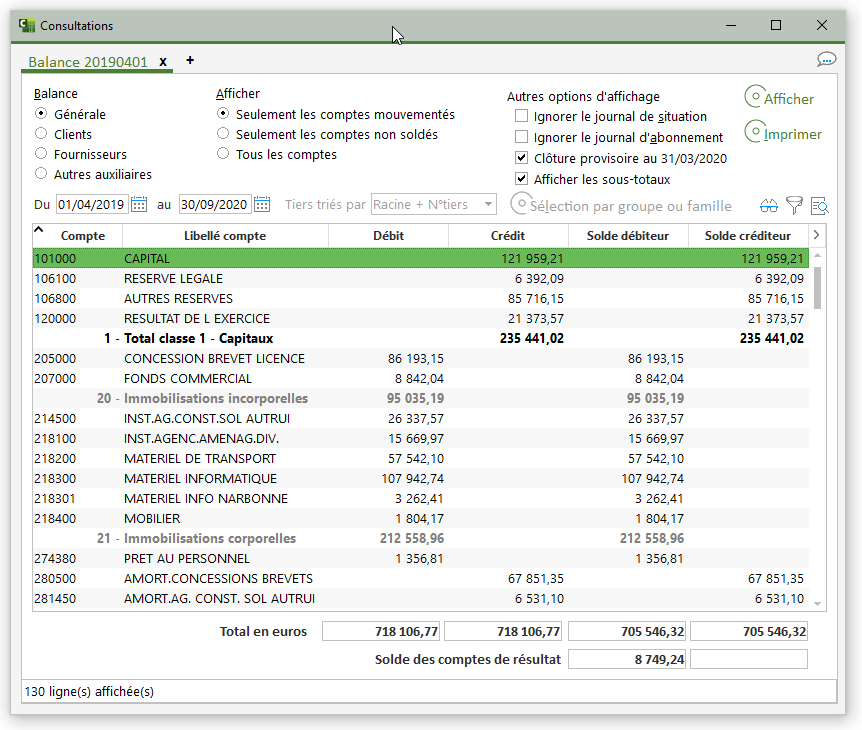 Consultations
Balance 20190401 x +
Balance
Générale
Clients
Fournisseurs
Autres auxiliaires
Afficher
Seulement les comptes mouvementés
Seulement les comptes non soldés
Tous les comptes
Autres options d'affichage
Ignorer le journal de situation
Ignorer le journal d'abonnement
Clôture provisoire au 31/03/2020
Afficher les sous-totaux
Afficher
Imprimer
Du 01/04/2019 au 30/09/2020 Tiers triés par Racine + N°tiers Sélection par groupe ou famille
Compte Libellé compte Débit Crédit Solde débiteur Solde créditeur
101000 CAPITAL 121 959,21 121 959,21
106100 RESERVE LEGALE 6 392,09 6 392,09
106800 AUTRES RESERVES 85 716,15 85 716,15
120000 RESULTAT DE L EXERCICE 21 373,57 21 373,57
1 - Total classe 1 - Capitaux 235 441,02 235 441,02
205000 CONCESSION BREVET LICENCE 86 193,15 86 193,15
207000 FONDS COMMERCIAL 8 842,04 8 842,04
20 - Immobilisations incorporelles 95 035,19 95 035,19
214500 INST.AG.CONST.SOL AUTRUI 26 337,57 26 337,57
218100 INST.AGENC.AMENAG.DIV. 15 669,97 15 669,97
218200 MATERIEL DE TRANSPORT 57 542,10 57 542,10
218300 MATERIEL INFORMATIQUE 107 942,74 107 942,74
218301 MATERIEL INFO NARBONNE 3 262,41 3 262,41
218400 MOBILIER 1 804,17 1 804,17
21 - Immobilisations corporelles 212 558,96 212 558,96
274380 PRET AU PERSONNEL 1 356,81 1 356,81
280500 AMORT.CONCESSIONS BREVETS 67 851,35 67 851,35
281450 AMORT.AG. CONST. SOL AUTRUI 6 531,10 6 531,10
Total en euros 718 106,77 718 106,77 705 546,32 705 546,32
Solde des comptes de résultat 8 749,24
130 ligne(s) affichée(s)